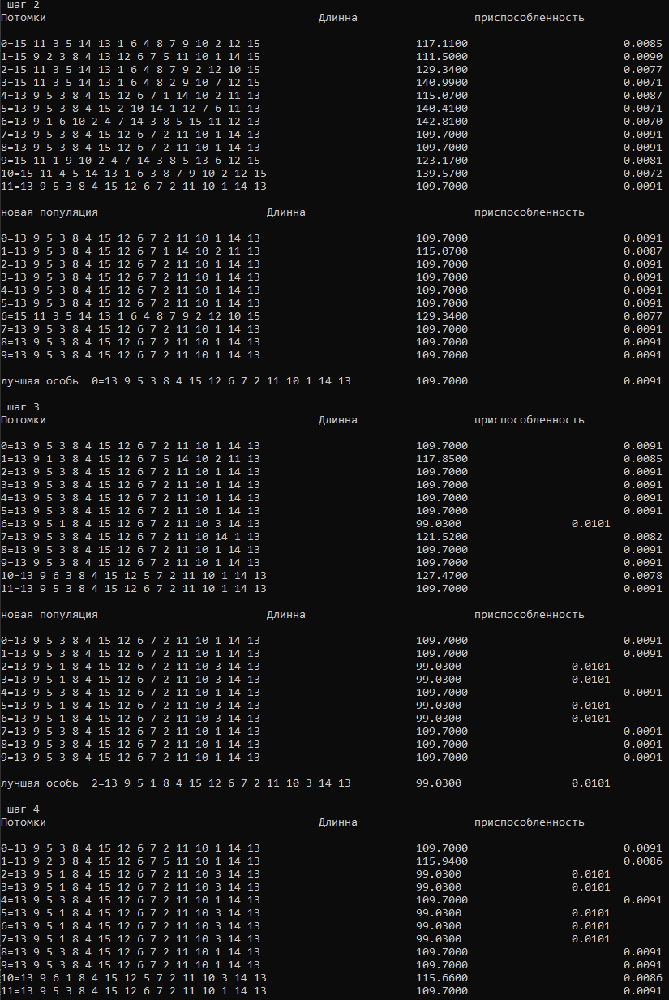 шаг 2
Потомки Длинна приспособленность
0=15 11 3 5 14 13 1 6 4 8 7 9 10 2 12 15 117.1100 0.0085
1=15 9 2 3 8 4 13 12 6 7 5 11 10 1 14 15 111.5000 0.0090
2=15 11 3 5 14 13 1 6 4 8 7 9 2 12 10 15 129.3400 0.0077
3=15 11 3 5 14 13 1 6 4 8 2 9 10 7 12 15 140.9900 0.0071
4=13 9 5 3 8 4 15 12 6 7 1 14 10 2 11 13 115.0700 0.0087
5=13 9 5 3 8 4 15 2 10 14 1 12 7 6 11 13 140.4100 0.0071
6=13 9 1 6 10 2 4 7 14 3 8 5 15 11 12 13 142.8100 0.0070
7=13 9 5 3 8 4 15 12 6 7 2 11 10 1 14 13 109.7000 0.0091
8=13 9 5 3 8 4 15 12 6 7 2 11 10 1 14 13 109.7000 0.0091
9=15 11 1 9 10 2 4 7 14 3 8 5 13 6 12 15 123.1700 0.0081
10=15 11 4 5 14 13 1 6 3 8 7 9 10 2 12 15 139.5700 0.0072
11=13 9 5 3 8 4 15 12 6 7 2 11 10 1 14 13 109.7000 0.0091
новая популяция Длинна приспособленность
0=13 9 5 3 8 4 15 12 6 7 2 11 10 1 14 13 109.7000 0.0091
1=13 9 5 3 8 4 15 12 6 7 1 14 10 2 11 13 115.0700 0.0087
2=13 9 5 3 8 4 15 12 6 7 2 11 10 1 14 13 109.7000 0.0091
3=13 9 5 3 8 4 15 12 6 7 2 11 10 1 14 13 109.7000 0.0091
4=13 9 5 3 8 4 15 12 6 7 2 11 10 1 14 13 109.7000 0.0091
5=13 9 5 3 8 4 15 12 6 7 2 11 10 1 14 13 109.7000 0.0091
6=15 11 3 5 14 13 1 6 4 8 7 9 2 12 10 15 129.3400 0.0077
7=13 9 5 3 8 4 15 12 6 7 2 11 10 1 14 13 109.7000 0.0091
8=13 9 5 3 8 4 15 12 6 7 2 11 10 1 14 13 109.7000 0.0091
9=13 9 5 3 8 4 15 12 6 7 2 11 10 1 14 13 109.7000 0.0091
лучшая особь 0=13 9 5 3 8 4 15 12 6 7 2 11 10 1 14 13 109.7000 0.0091
шаг 3
Потомки Длинна приспособленность
0=13 9 5 3 8 4 15 12 6 7 2 11 10 1 14 13 109.7000 0.0091
1=13 9 1 3 8 4 15 12 6 7 5 14 10 2 11 13 117.8500 0.0085
2=13 9 5 3 8 4 15 12 6 7 2 11 10 1 14 13 109.7000 0.0091
3=13 9 5 3 8 4 15 12 6 7 2 11 10 1 14 13 109.7000 0.0091
4=13 9 5 3 8 4 15 12 6 7 2 11 10 1 14 13 109.7000 0.0091
5=13 9 5 3 8 4 15 12 6 7 2 11 10 1 14 13 109.7000 0.0091
6=13 9 5 1 8 4 15 12 6 7 2 11 10 3 14 13 99.0300 0.0101
7=13 9 5 3 8 4 15 12 6 7 2 11 10 14 1 13 121.5200 0.0082
8=13 9 5 3 8 4 15 12 6 7 2 11 10 1 14 13 109.7000 0.0091
9=13 9 5 3 8 4 15 12 6 7 2 11 10 1 14 13 109.7000 0.0091
10=13 9 6 3 8 4 15 12 5 7 2 11 10 1 14 13 127.4700 0.0078
11=13 9 5 3 8 4 15 12 6 7 2 11 10 1 14 13 109.7000 0.0091
новая популяция Длинна приспособленность
0=13 9 5 3 8 4 15 12 6 7 2 11 10 1 14 13 109.7000 0.0091
1=13 9 5 3 8 4 15 12 6 7 2 11 10 1 14 13 109.7000 0.0091
2=13 9 5 1 8 4 15 12 6 7 2 11 10 3 14 13 99.0300 0.0101
3=13 9 5 1 8 4 15 12 6 7 2 11 10 3 14 13 99.0300 0.0101
4=13 9 5 3 8 4 15 12 6 7 2 11 10 1 14 13 109.7000 0.0091
5=13 9 5 1 8 4 15 12 6 7 2 11 10 3 14 13 99.0300 0.0101
6=13 9 5 1 8 4 15 12 6 7 2 11 10 3 14 13 99.0300 0.0101
7=13 9 5 3 8 4 15 12 6 7 2 11 10 1 14 13 109.7000 0.0091
8=13 9 5 3 8 4 15 12 6 7 2 11 10 1 14 13 109.7000 0.0091
9=13 9 5 3 8 4 15 12 6 7 2 11 10 1 14 13 109.7000 0.0091
лучшая особь 2=13 9 5 1 8 4 15 12 6 7 2 11 10 3 14 13 99.0300 0.0101
шаг 4
Потомки Длинна приспособленность
0=13 9 5 3 8 4 15 12 6 7 2 11 10 1 14 13 109.7000 0.0091
1=13 9 2 3 8 4 15 12 6 7 5 11 10 1 14 13 115.9400 0.0086
2=13 9 5 1 8 4 15 12 6 7 2 11 10 3 14 13 99.0300 0.0101
3=13 9 5 1 8 4 15 12 6 7 2 11 10 3 14 13 99.0300 0.0101
4=13 9 5 3 8 4 15 12 6 7 2 11 10 1 14 13 109.7000 0.0091
5=13 9 5 1 8 4 15 12 6 7 2 11 10 3 14 13 99.0300 0.0101
6=13 9 5 1 8 4 15 12 6 7 2 11 10 3 14 13 99.0300 0.0101
7=13 9 5 1 8 4 15 12 6 7 2 11 10 3 14 13 99.0300 0.0101
8=13 9 5 3 8 4 15 12 6 7 2 11 10 1 14 13 109.7000 0.0091
9=13 9 5 3 8 4 15 12 6 7 2 11 10 1 14 13 109.7000 0.0091
10=13 9 6 1 8 4 15 12 5 7 2 11 10 3 14 13 115.6600 0.0086
11=13 9 5 3 8 4 15 12 6 7 2 11 10 1 14 13 109.7000 0.0091